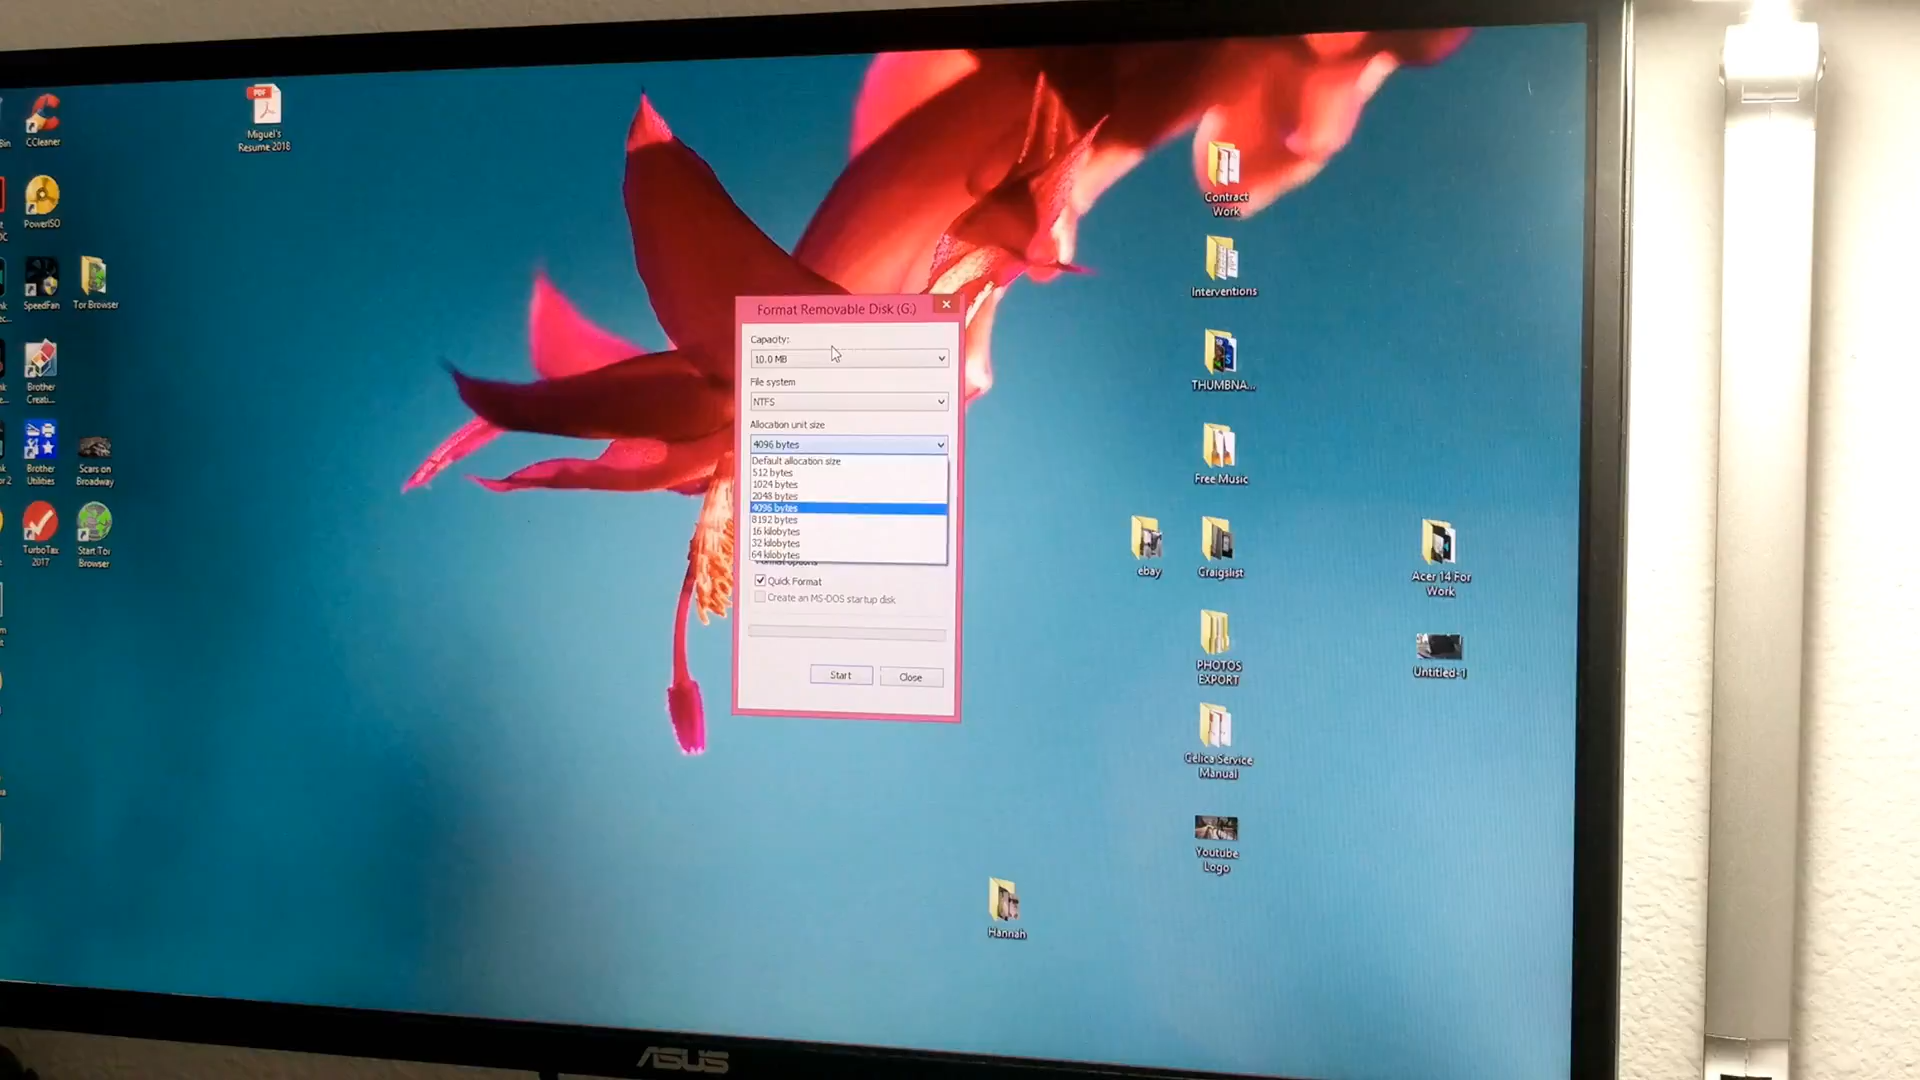 Bin
CCleaner
PDF
Miguel's
Resume 2018
PowerISO
SpeedFan
Tor Browser
Brother
Creati...
Brother
Utilities
Scars on
Broadway
TurboTax
2017
Start Tor
Browser
Format Removable Disk (G:)
Capacity:
10.0 MB
File system
NTFS
Allocation unit size
4096 bytes
Default allocation size
512 bytes
1024 bytes
2048 bytes
4096 bytes
8192 bytes
16 kilobytes
32 kilobytes
64 kilobytes
Format options
Quick Format
Create an MS-DOS startup disk
Start
Close
Contract
Work
Interventions
THUMBNA...
Free Music
ebay
Craigslist
Acer 14 For
Work
PHOTOS
EXPORT
Untitled-1
Celica Service
Manual
Youtube
Logo
Hannah
ASUS